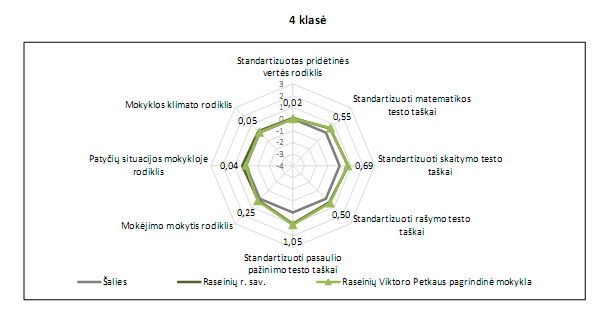 4 klasė
Standartizuotas pridėtinės
vertės rodiklis
3
2
1
0
-1
-2
-3
-4
0,02
Standartizuoti matematikos
testo taškai
0,55
Standartizuoti skaitymo testo
taškai
0,69
Standartizuoti rašymo testo
taškai
0,50
Standartizuoti pasaulio
pažinimo testo taškai
1,05
Mokėjimo mokytis rodiklis
0,25
Patyčių situacijos mokykloje
rodiklis
0,04
Mokyklos klimato rodiklis
0,05
Šalies
Raseinių r. sav.
Raseinių Viktoro Petkaus pagrindinė mokykla